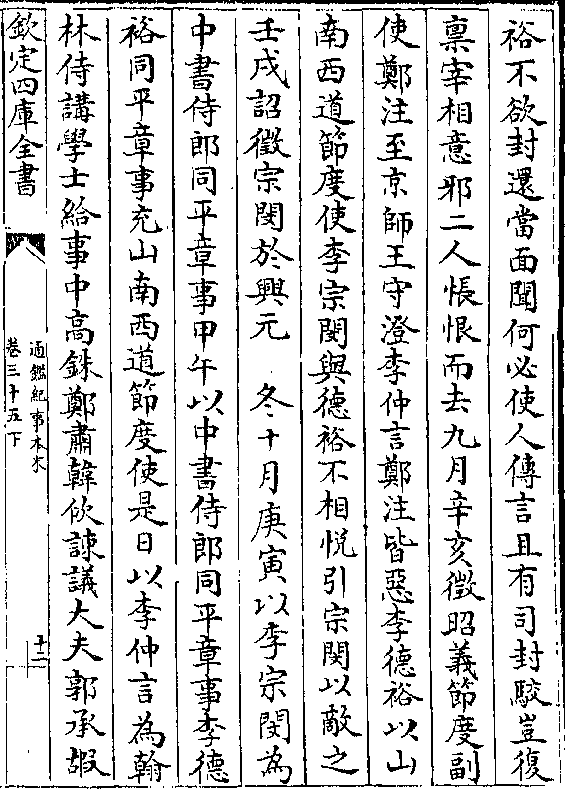 裕不欲封還當面聞何必使人傳言且有司封駮豈復
禀宰相意邪二人悵恨而去九月辛亥徵昭義節度副
使鄭注至京師王守澄李仲言鄭注皆惡李德裕以山
南西道節度使李宗閔與德裕不相悦引宗閔以敵之
壬戌詔徵宗閔於興元　冬十月庚寅以李宗閔為
中書侍郎同平章事甲午以中書侍郎同平章事李德
裕同平章事充山南西道節度使是日以李仲言為翰
林侍講學士給事中高銖鄭肅韓佽諫議大夫郭承嘏
欽定四庫全書
通鑑紀事本末
卷三十五下
十二